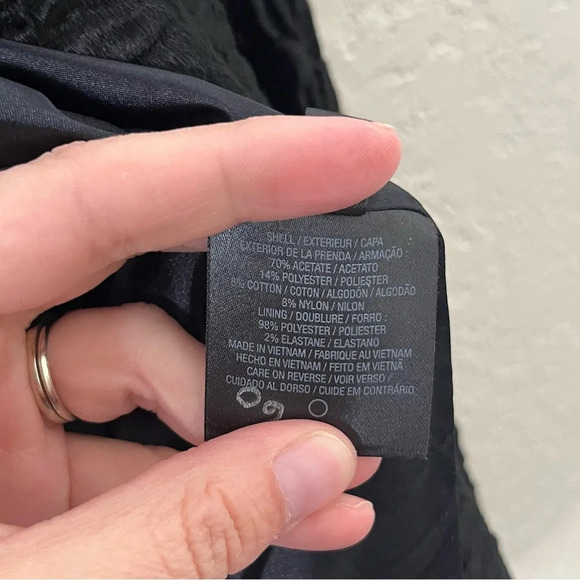 SHELL / EXTERIEUR / CAPA
EXTERIOR DE LA PRENDA / ARMAÇÃO :
70% ACETATE / ACETATO
14% POLYESTER / POLIESTER
8% COTTON / COTON / ALGODÓN / ALGODÃO
8% NYLON / NILON
LINING / DOUBLURE / FORRO :
98% POLYESTER / POLIESTER
2% ELASTANE / ELASTANO
MADE IN VIETNAM / FABRIQUE AU VIETNAM
HECHO EN VIETNAM / FEITO EM VIETNÃ
CARE ON REVERSE / VOIR VERSO /
CUIDADO AL DORSO / CUIDE EM CONTRÁRIO